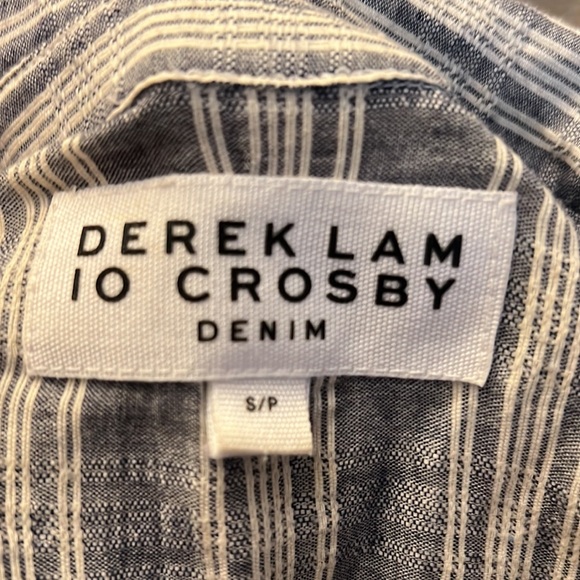 DEREK LAM
10 CROSBY
DENIM
S/P